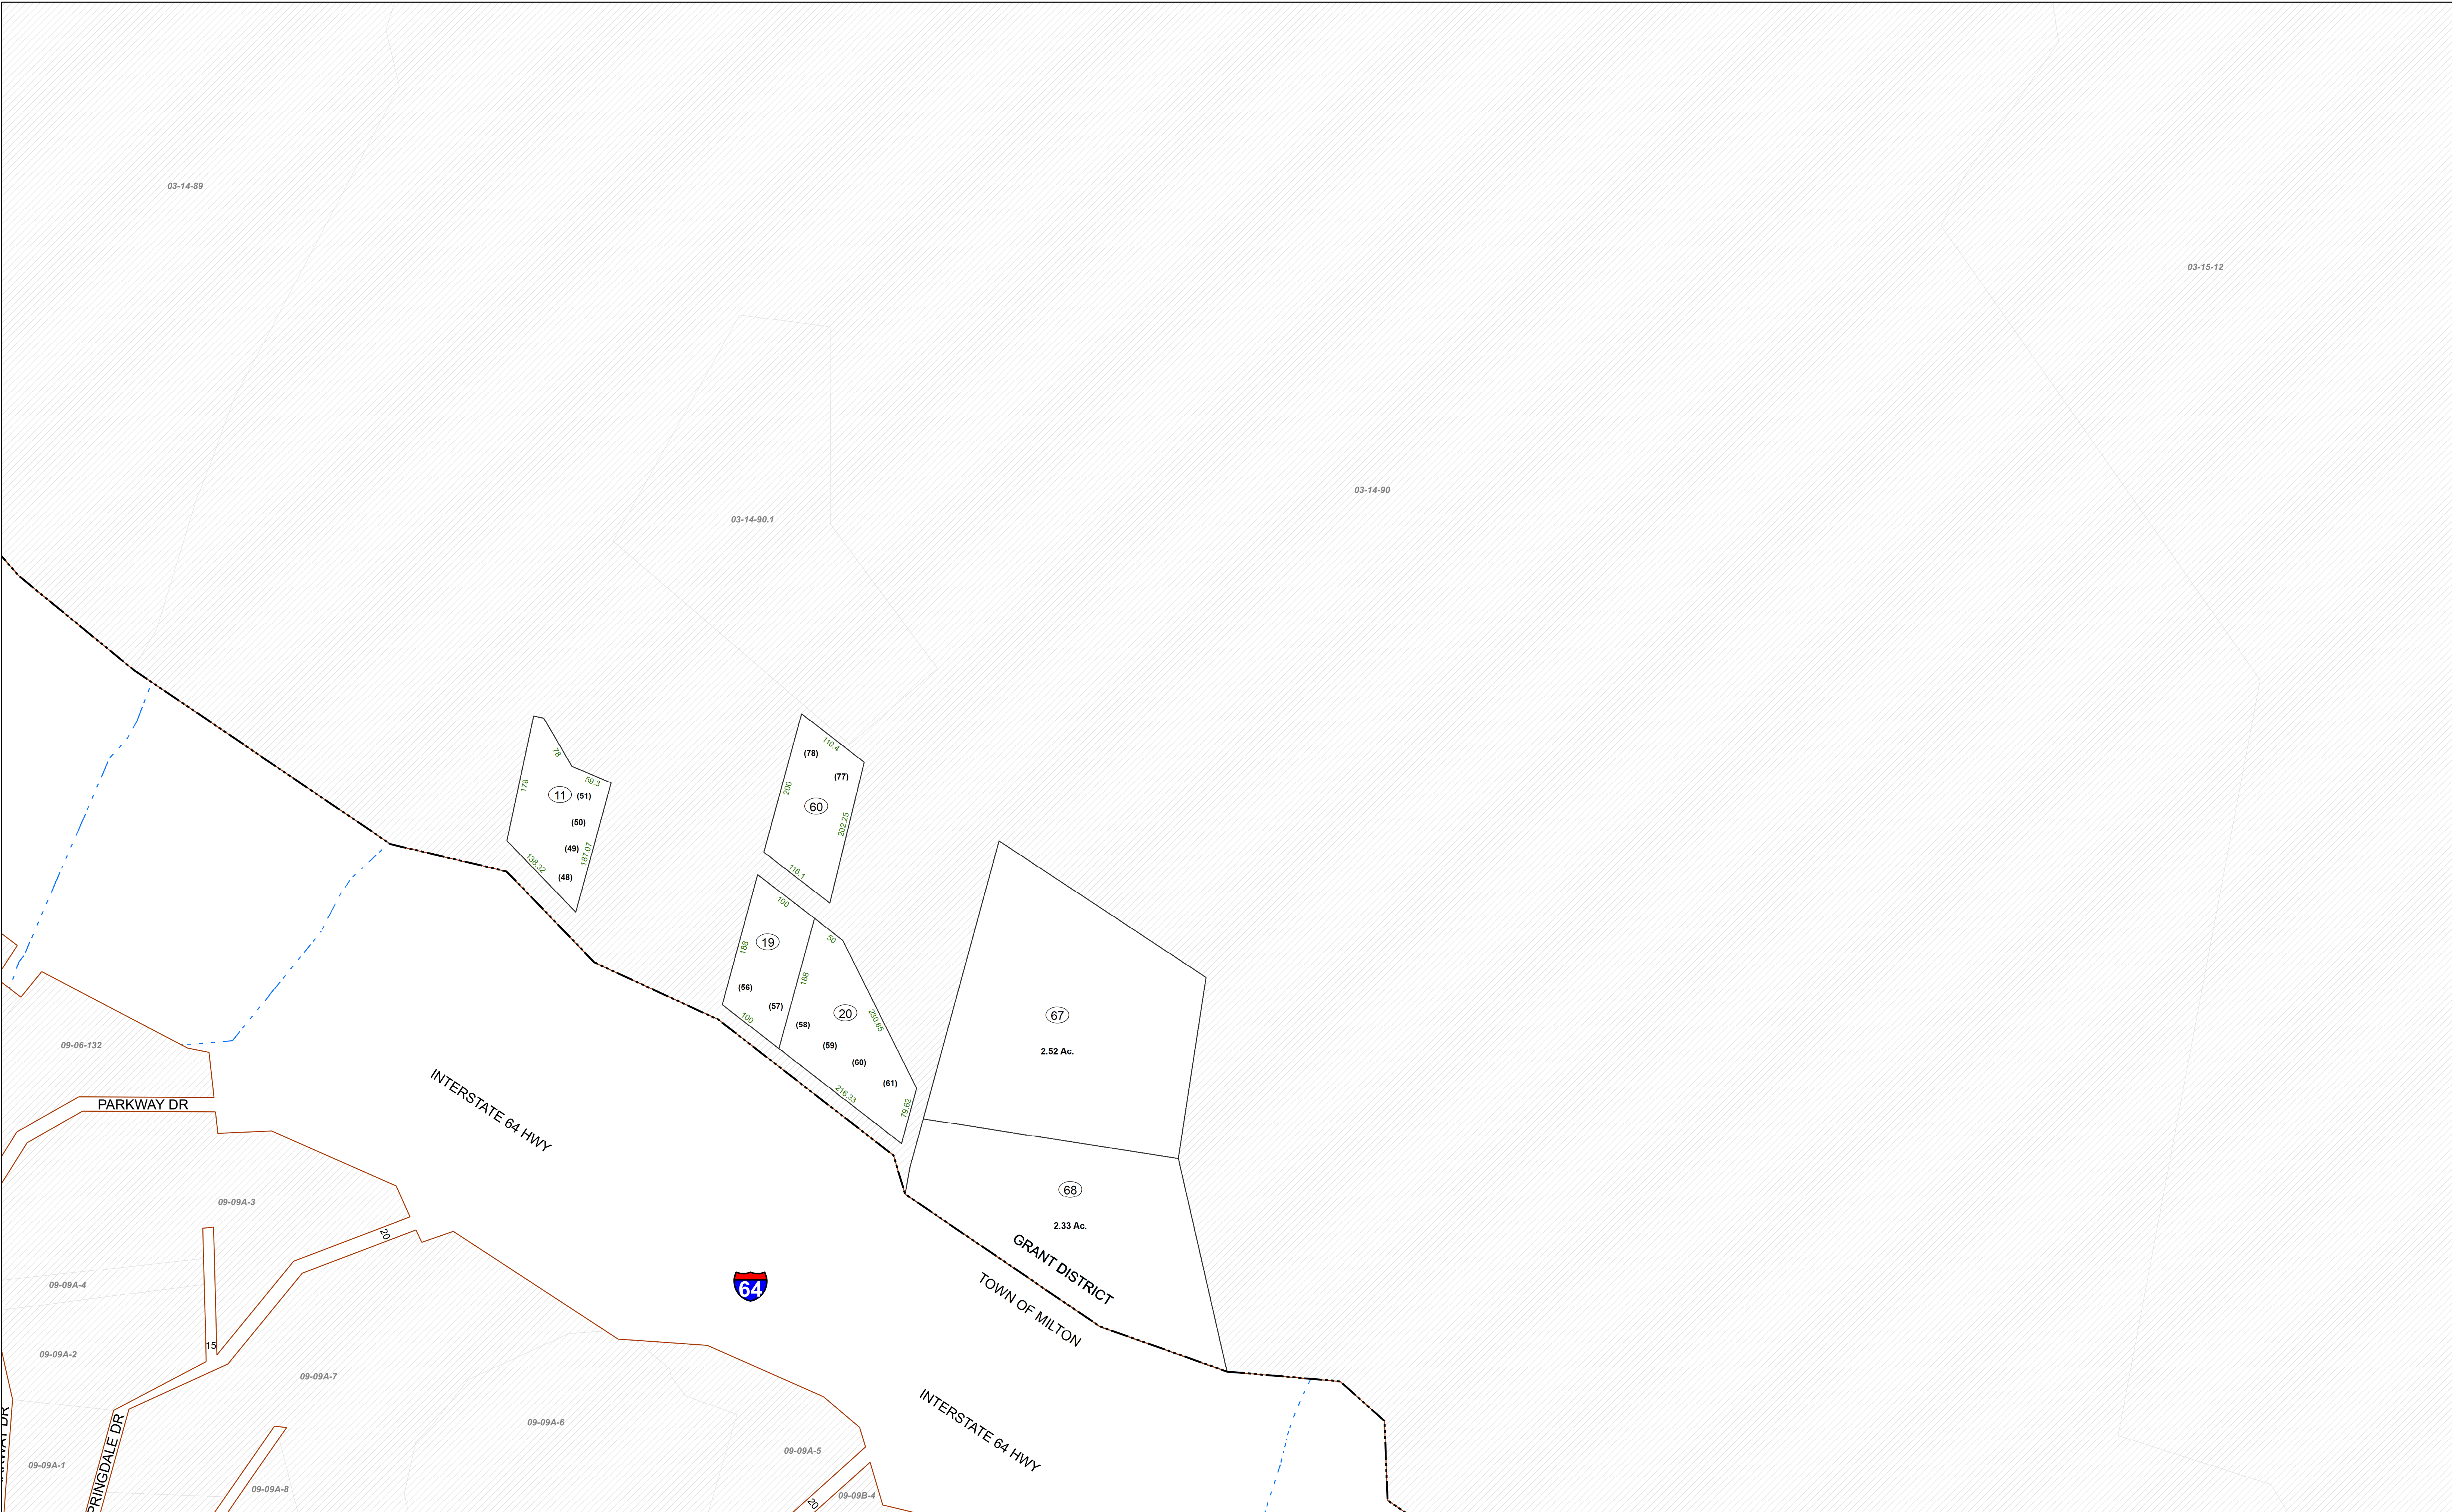 03-14-89
03-15-12
03-14-90
03-14-90.1
110.4
(78)
78
(77)
59.3
178
200
11
(51)
60
(50)
202.25
(49)
187.07
138.32
116.1
(48)
100
50
19
188
188
(56)
(57)
20
230.65
67
100
(58)
(59)
2.52 Ac.
(60)
(61)
216.33
79.62
09-06-132
PARKWAY DR
INTERSTATE 64 HWY
68
09-09A-3
2.33 Ac.
20
GRANT DISTRICT
09-09A-4
64
TOWN OF MILTON
15
09-09A-2
09-09A-7
09-09A-6
INTERSTATE 64 HWY
09-09A-5
PRINGDALE DR
09-09A-1
09-09A-8
09-09B-4
20